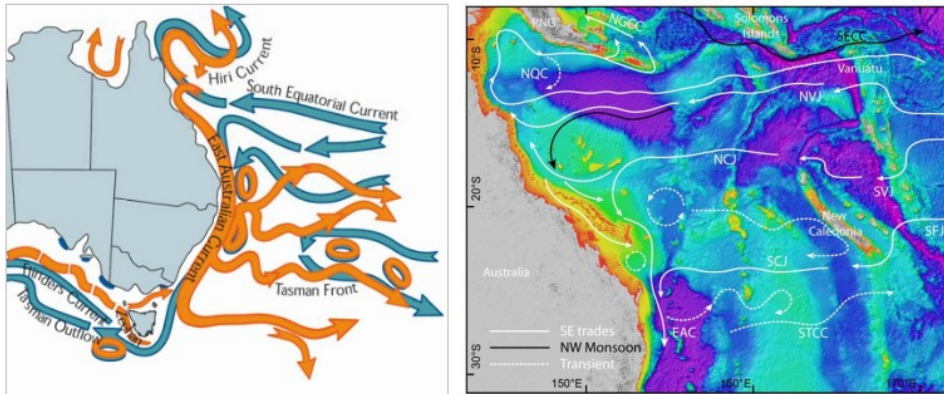 Hiri Current
South Equatorial Current
East Australian Current
Tasman Front
Flinders Current
Tasman Outflow
PNG
NGCC
Solomons
Islands
SECC
10°S
NQC
Vanuatu
NVJ
NCJ
20°S
SVJ
New
Caledonia
SFJ
SCJ
Australia
EAC
STCC
SE trades
NW Monsoon
Transient
30°S
150°E
160°E
170°E